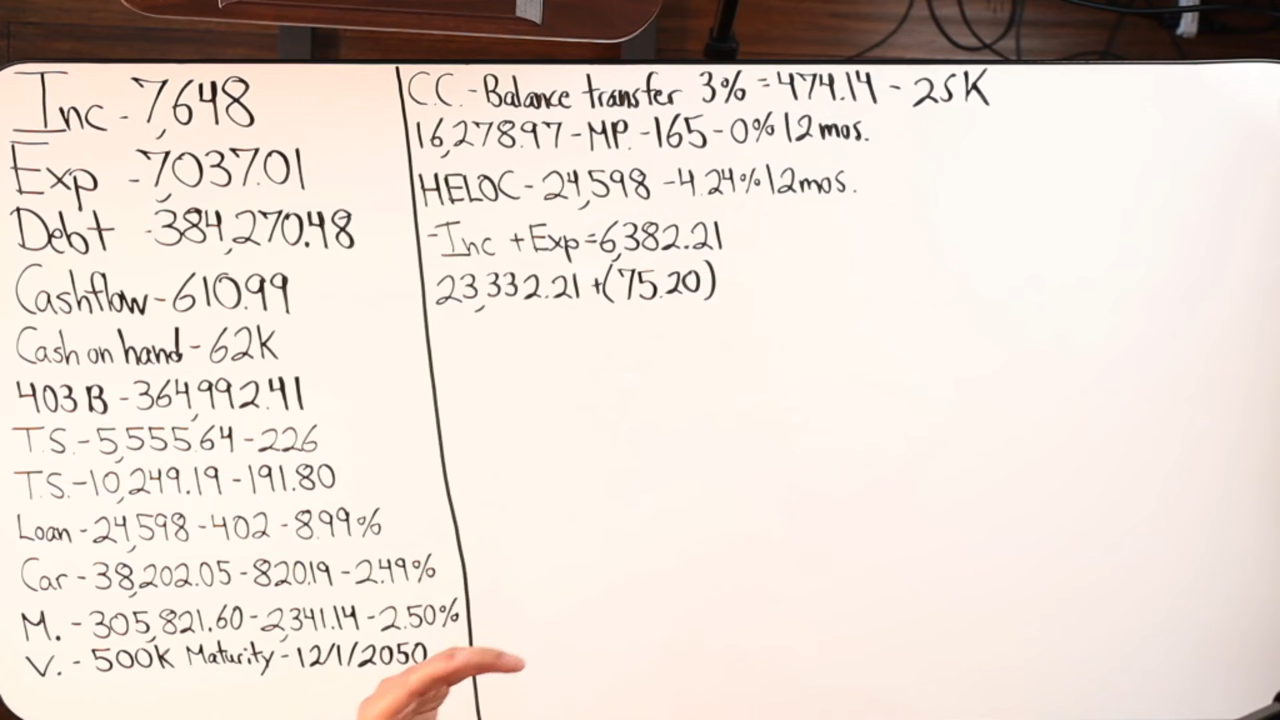 Inc - 7,648
Exp - 7,037.01
Debt - 384,270.48
Cashflow - 610.99
Cash on hand - 62K
403B - 364,992.41
T.S. - 5,555.64 - 226
T.S. - 10,249.19 - 191.80
Loan - 24,598 - 402 - 8.99%
Car - 38,202.05 - 820.19 - 2.49%
M. - 305,821.60 - 2,341.14 - 2.50%
V. - 500K Maturity - 12/1/2050
C.C. - Balance transfer 3% = 474.14 - 25K
16,278.97 - MP. - 165 - 0% 12 mos.
HELOC - 24,598 - 4.24% 12 mos.
- Inc + Exp = 6,382.21
23,332.21 + (75.20)